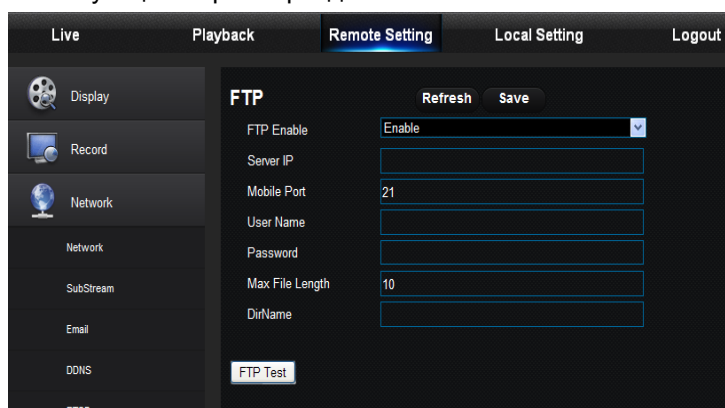 Live Playback Remote Setting Local Setting Logout
Display
Record
Network
Network
SubStream
Email
DDNS
FTP Refresh Save
FTP Enable Enable
Server IP
Mobile Port 21
User Name
Password
Max File Length 10
DirName
FTP Test